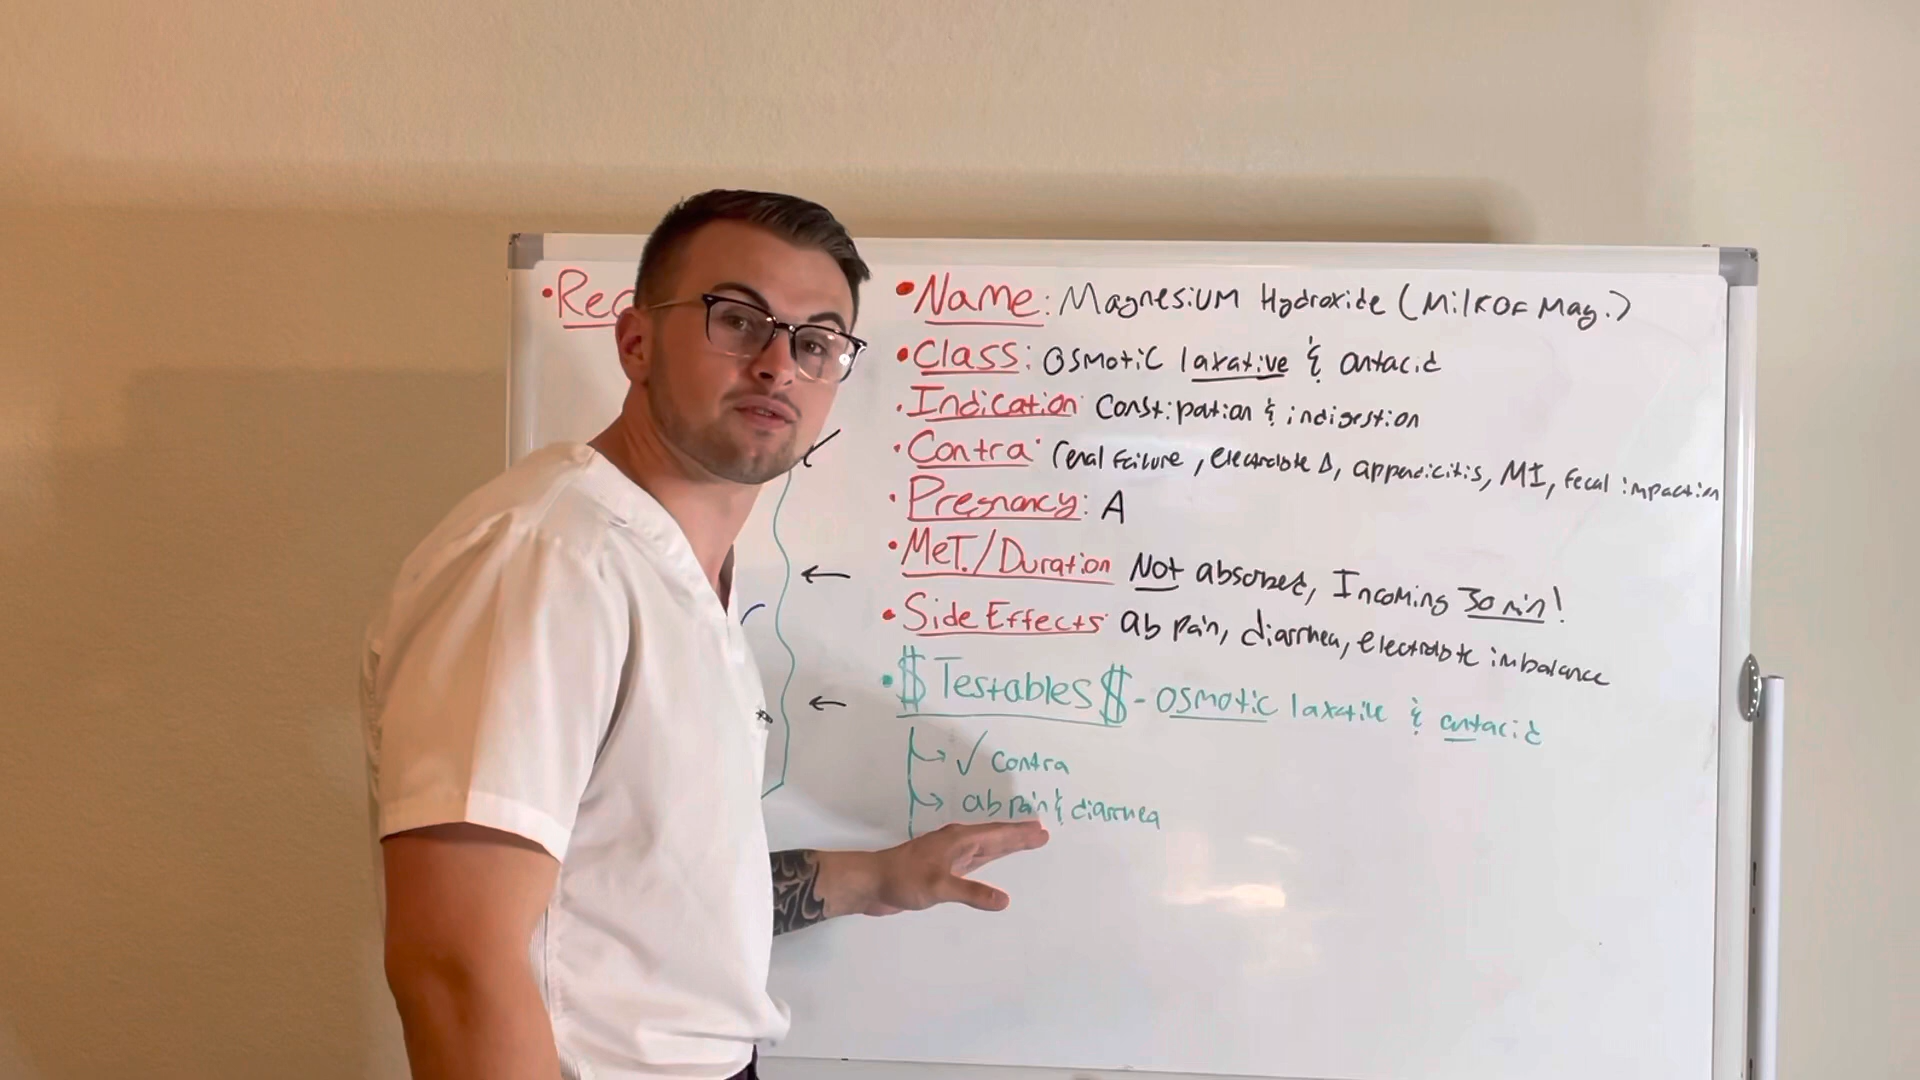 •Rec
•Name: Magnesium Hydroxide (Milk of Mag.)
•Class: Osmotic laxative & antacid
•Indication: Constipation & indigestion
•Contra: renal failure, electrolyte Δ, appendicitis, MI, fecal impaction
•Pregnancy: A
•Met./Duration Not absorbed, Incoming 30 min!
•Side Effects: ab pain, diarrhea, electrolyte imbalance
•$ Testables $ - osmotic laxative & antacid
→ ✓ contra
→ ab pain & diarrhea